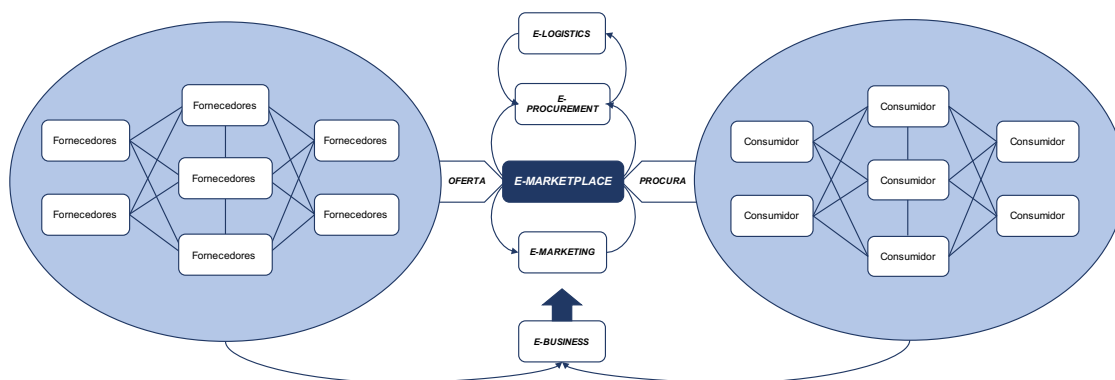 Fornecedores
Fornecedores
Fornecedores
Fornecedores
Fornecedores
Fornecedores
Fornecedores
E-LOGISTICS
E-
PROCUREMENT
OFERTA
E-MARKETPLACE
PROCURA
E-MARKETING
E-BUSINESS
Consumidor
Consumidor
Consumidor
Consumidor
Consumidor
Consumidor
Consumidor